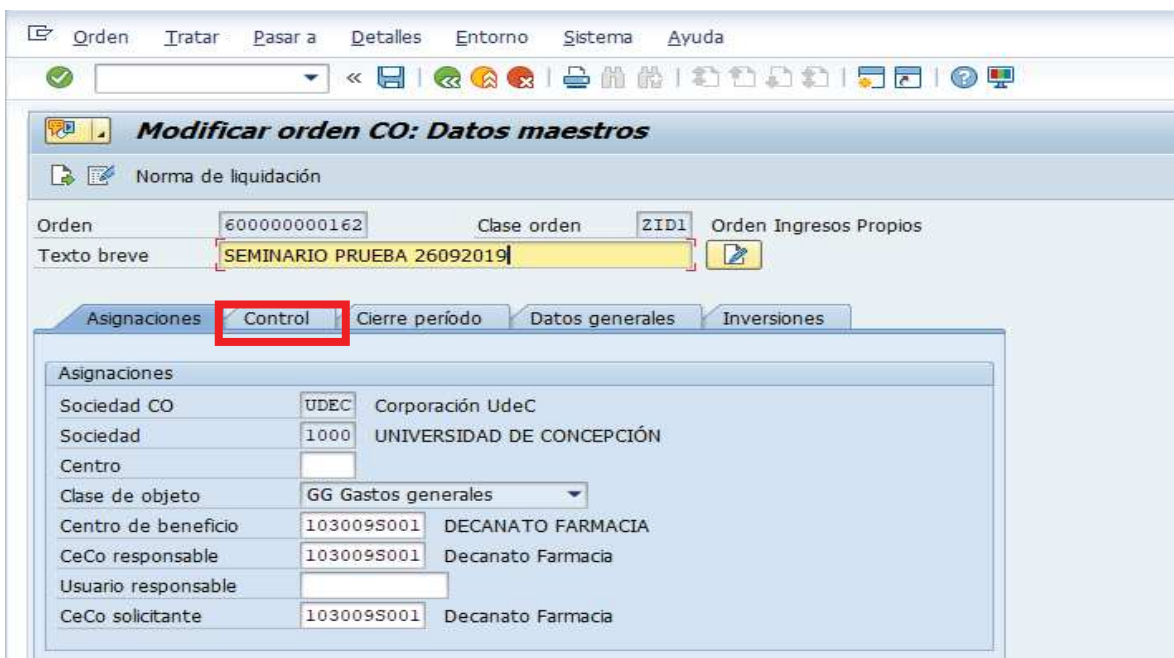 Orden Tratar Pasar a Detalles Entorno Sistema Ayuda
Modificar orden CO: Datos maestros
Norma de liquidación
Orden 600000000162 Clase orden ZID1 Orden Ingresos Propios
Texto breve SEMINARIO PRUEBA 26092019
Asignaciones Control Cierre período Datos generales Inversiones
Asignaciones
Sociedad CO UDEC Corporación UdeC
Sociedad 1000 UNIVERSIDAD DE CONCEPCIÓN
Centro
Clase de objeto GG Gastos generales
Centro de beneficio 103009S001 DECANATO FARMACIA
CeCo responsable 103009S001 Decanato Farmacia
Usuario responsable
CeCo solicitante 103009S001 Decanato Farmacia